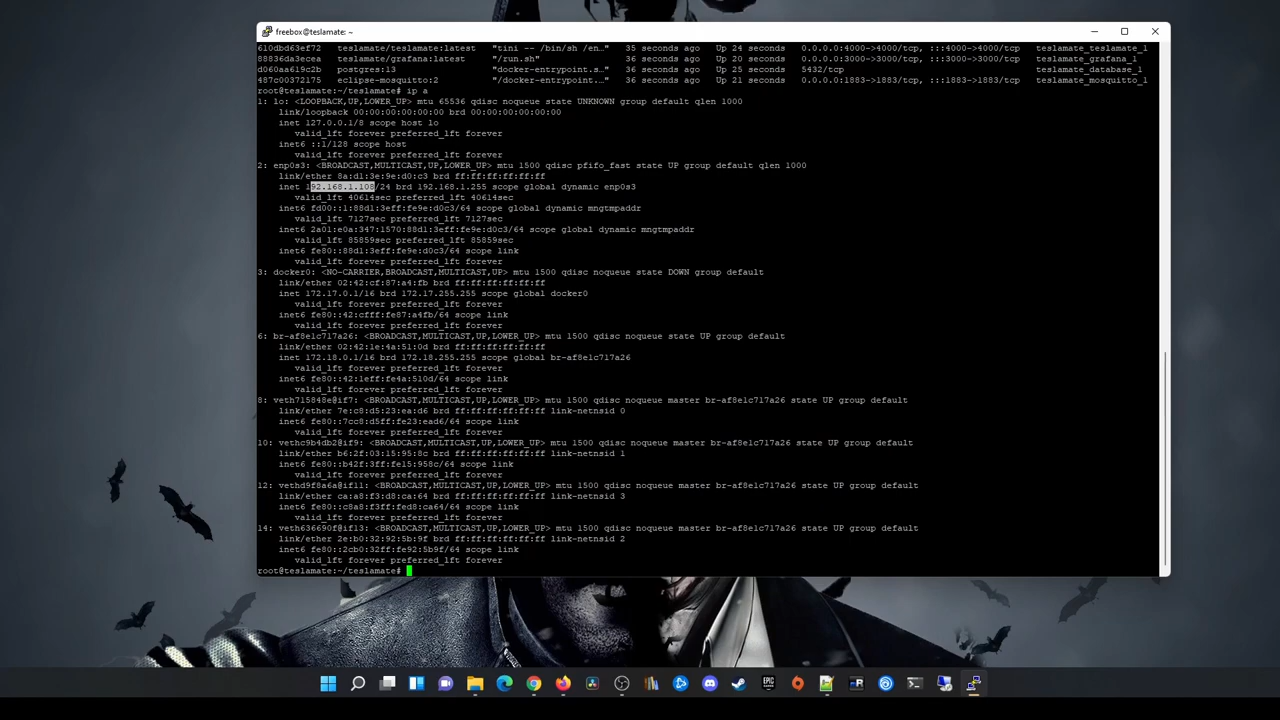 freebox@teslamate: ~
610dbd63ef72 teslamate/teslamate:latest "tini -- /bin/sh /en…" 35 seconds ago Up 24 seconds 0.0.0.0:4000->4000/tcp, :::4000->4000/tcp teslamate_teslamate_1
88836da3ecea teslamate/grafana:latest "/run.sh" 36 seconds ago Up 21 seconds 0.0.0.0:3000->3000/tcp, :::3000->3000/tcp teslamate_grafana_1
d060aa619c2b postgres:13 "docker-entrypoint.s…" 36 seconds ago Up 25 seconds 5432/tcp teslamate_database_1
487c00372175 eclipse-mosquitto:2 "/docker-entrypoint.…" 36 seconds ago Up 26 seconds 0.0.0.0:1883->1883/tcp, :::1883->1883/tcp teslamate_mosquitto_1
root@teslamate:~/teslamate# ip a
1: lo: <LOOPBACK,UP,LOWER_UP> mtu 65536 qdisc noqueue state UNKNOWN group default qlen 1000
link/loopback 00:00:00:00:00:00 brd 00:00:00:00:00:00
inet 127.0.0.1/8 scope host lo
valid_lft forever preferred_lft forever
inet6 ::1/128 scope host
valid_lft forever preferred_lft forever
2: enp0s3: <BROADCAST,MULTICAST,UP,LOWER_UP> mtu 1500 qdisc pfifo_fast state UP group default qlen 1000
link/ether 8a:d1:3e:9e:d0:c3 brd ff:ff:ff:ff:ff:ff
inet 192.168.1.108/24 brd 192.168.1.255 scope global dynamic enp0s3
valid_lft 40614sec preferred_lft 40614sec
inet6 fd00::1:88d1:3eff:fe9e:d0c3/64 scope global dynamic mngtmpaddr
valid_lft 7127sec preferred_lft 7127sec
inet6 2a01:e0a:347:1570:88d1:3eff:fe9e:d0c3/64 scope global dynamic mngtmpaddr
valid_lft 85859sec preferred_lft 85859sec
inet6 fe80::88d1:3eff:fe9e:d0c3/64 scope link
valid_lft forever preferred_lft forever
3: docker0: <NO-CARRIER,BROADCAST,MULTICAST,UP> mtu 1500 qdisc noqueue state DOWN group default
link/ether 02:42:cf:87:a4:fb brd ff:ff:ff:ff:ff:ff
inet 172.17.0.1/16 brd 172.17.255.255 scope global docker0
valid_lft forever preferred_lft forever
inet6 fe80::42:cfff:fe87:a4fb/64 scope link
valid_lft forever preferred_lft forever
6: br-af8e1c717a26: <BROADCAST,MULTICAST,UP,LOWER_UP> mtu 1500 qdisc noqueue state UP group default
link/ether 02:42:1e:4a:51:0d brd ff:ff:ff:ff:ff:ff
inet 172.18.0.1/16 brd 172.18.255.255 scope global br-af8e1c717a26
valid_lft forever preferred_lft forever
inet6 fe80::42:1eff:fe4a:510d/64 scope link
valid_lft forever preferred_lft forever
8: veth715848e@if7: <BROADCAST,MULTICAST,UP,LOWER_UP> mtu 1500 qdisc noqueue master br-af8e1c717a26 state UP group default
link/ether 7e:c8:d5:23:ea:d6 brd ff:ff:ff:ff:ff:ff link-netnsid 0
inet6 fe80::7cc8:d5ff:fe23:ead6/64 scope link
valid_lft forever preferred_lft forever
10: vethc9b4db2@if9: <BROADCAST,MULTICAST,UP,LOWER_UP> mtu 1500 qdisc noqueue master br-af8e1c717a26 state UP group default
link/ether b6:2f:03:15:95:8c brd ff:ff:ff:ff:ff:ff link-netnsid 1
inet6 fe80::b42f:3ff:fe15:958c/64 scope link
valid_lft forever preferred_lft forever
12: vethd9f8a6a@if11: <BROADCAST,MULTICAST,UP,LOWER_UP> mtu 1500 qdisc noqueue master br-af8e1c717a26 state UP group default
link/ether ca:a8:f3:d8:ca:64 brd ff:ff:ff:ff:ff:ff link-netnsid 3
inet6 fe80::c8a8:f3ff:fed8:ca64/64 scope link
valid_lft forever preferred_lft forever
14: veth636690f@if13: <BROADCAST,MULTICAST,UP,LOWER_UP> mtu 1500 qdisc noqueue master br-af8e1c717a26 state UP group default
link/ether 2e:b0:32:92:5b:9f brd ff:ff:ff:ff:ff:ff link-netnsid 2
inet6 fe80::2cb0:32ff:fe92:5b9f/64 scope link
valid_lft forever preferred_lft forever
root@teslamate:~/teslamate#
EPIC
GAMES